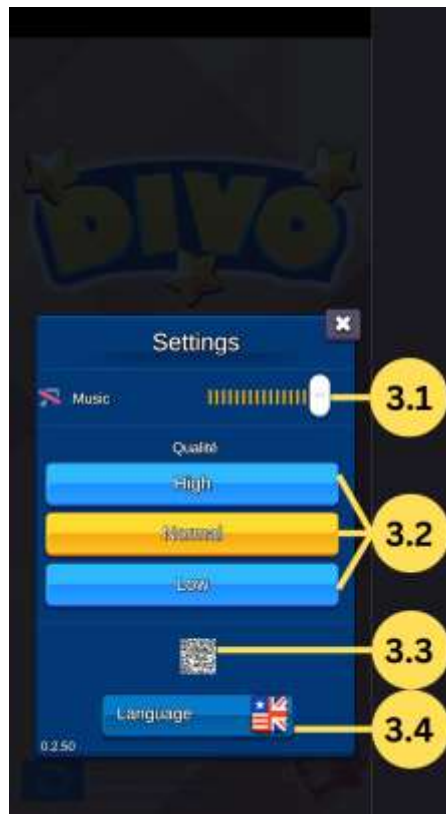 DIVO
Settings
Music
3.1
Qualité
High
Normal
3.2
Low
3.3
Language
3.4
0.2.50